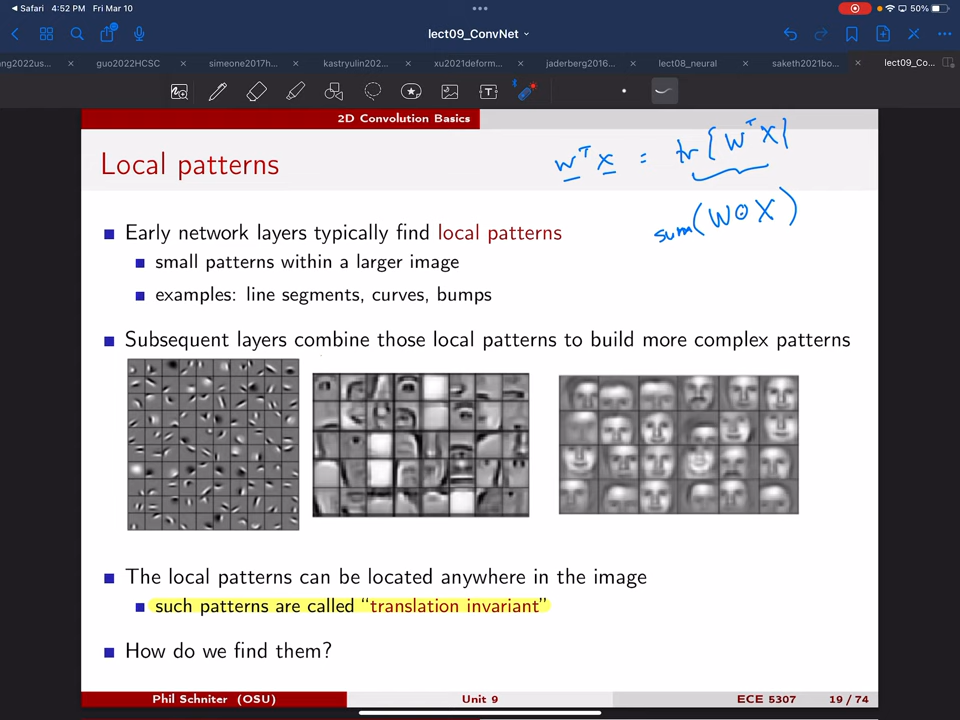 Safari 4:52 PM Fri Mar 10 50%
lect09_ConvNet
ang2022us... guo2022HCSC simeone2017h... kastryulin202... xu2021deform... jaderberg2016... lect08_neural saketh2021bo... lect09_Co...
2D Convolution Basics
Local patterns
w^T x = tr{W^T X}
sum(W⊙X)
Early network layers typically find local patterns
small patterns within a larger image
examples: line segments, curves, bumps
Subsequent layers combine those local patterns to build more complex patterns
The local patterns can be located anywhere in the image
such patterns are called “translation invariant”
How do we find them?
Phil Schniter (OSU) Unit 9 ECE 5307 19 / 74